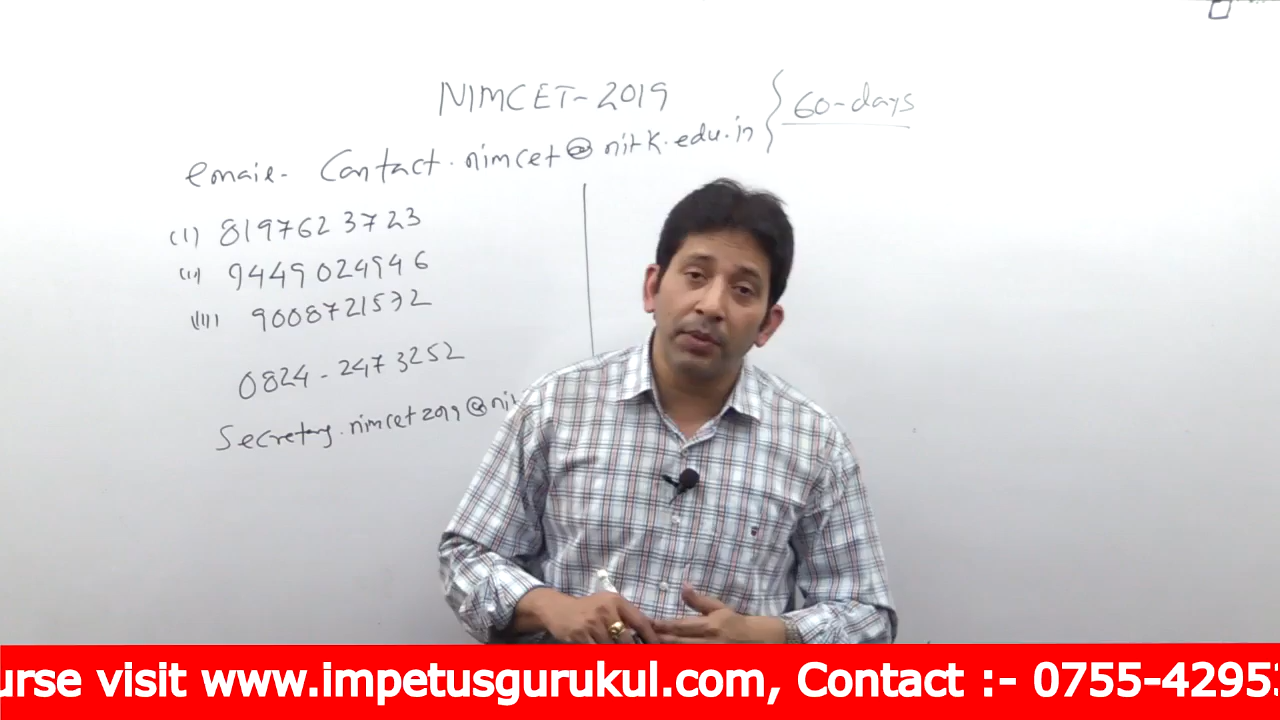 NIMCET-2019 } 60-days
email- Contact.nimcet@nitk.edu.in
(I) 8197623723
(II) 9449024946
(III) 9008721572
0824-2473252
Secretary.nimcet2019@nit
urse visit www.impetusgurukul.com, Contact :- 0755-4295